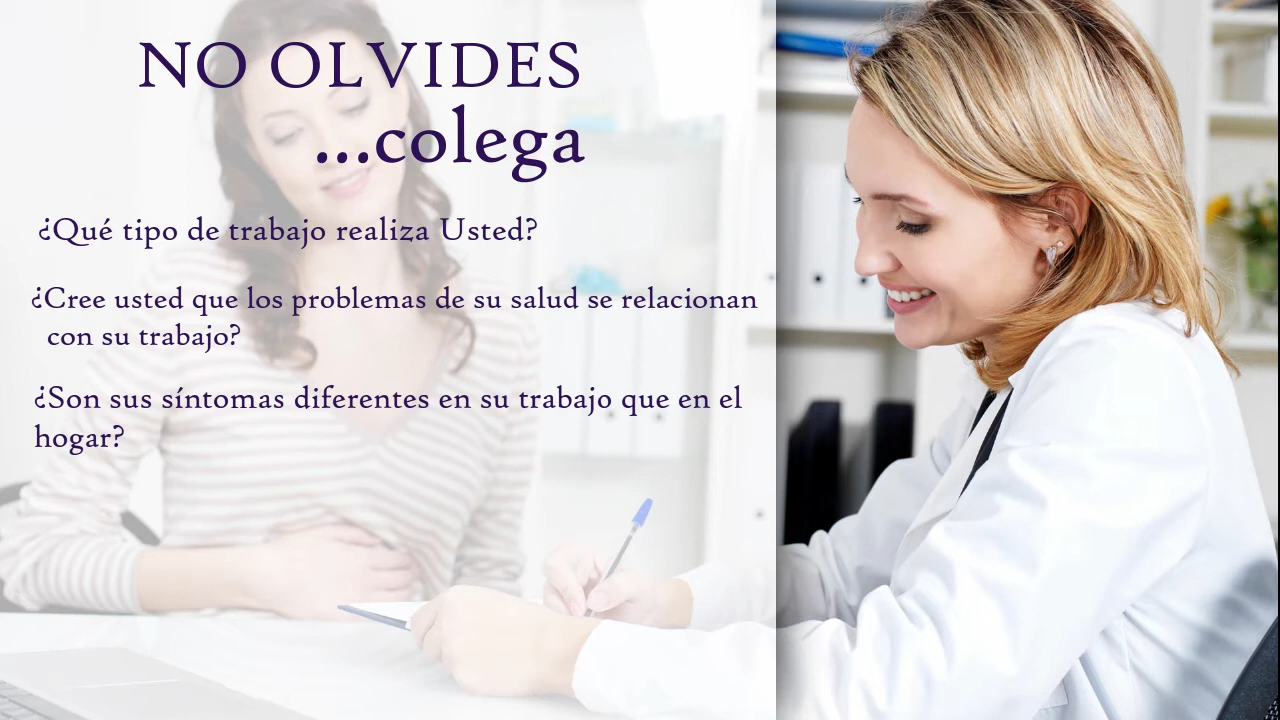 NO OLVIDES
...colega
¿Qué tipo de trabajo realiza Usted?
¿Cree usted que los problemas de su salud se relacionan
con su trabajo?
¿Son sus síntomas diferentes en su trabajo que en el
hogar?